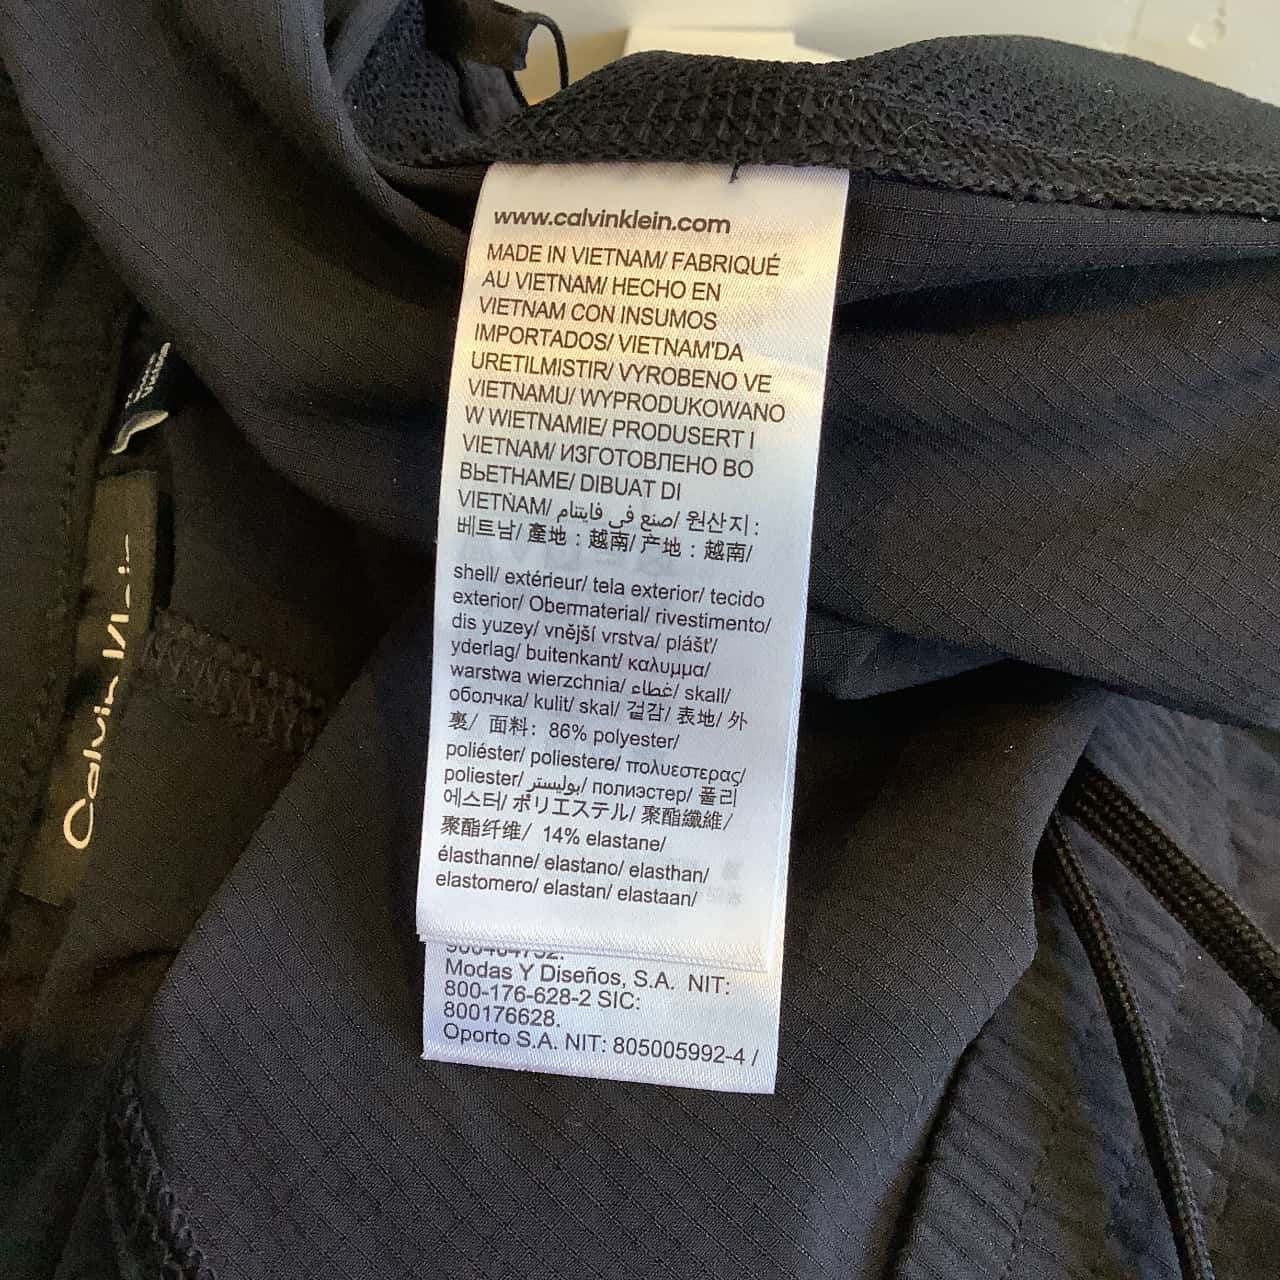 www.calvinklein.com
MADE IN VIETNAM/ FABRIQUÉ
AU VIETNAM/ HECHO EN
VIETNAM CON INSUMOS
IMPORTADOS/ VIETNAM'DA
URETILMISTIR/ VYROBENO VE
VIETNAMU/ WYPRODUKOWANO
W WIETNAMIE/ PRODUSERT I
VIETNAM/ ИЗГОТОВЛЕНО ВО
ВЬЕТНАМЕ/ DIBUAT DI
VIETNAM/ صنع في فايتنام/ 원산지 :
베트남/ 產地 : 越南/ 产地 : 越南/
shell/ extérieur/ tela exterior/ tecido
exterior/ Obermaterial/ rivestimento/
dis yuzey/ vnější vrstva/ plášť/
yderlag/ buitenkant/ καλυμμα/
warstwa wierzchnia/ غطاء/ skall/
оболчка/ kulit/ skal/ 겉감/ 表地/ 外
裏/ 面料: 86% polyester/
poliéster/ poliestere/ πολυεστερας/
poliester/ بوليستر/ полиэстер/ 폴리
에스터/ ポリエステル/ 聚酯纖維/
聚酯纤维/ 14% elastane/
élasthanne/ elastano/ elasthan/
elastomero/ elastan/ elastaan/
Modas Y Diseños, S.A. NIT:
800-176-628-2 SIC:
800176628.
Oporto S.A. NIT: 805005992-4 /
Calvin Klein